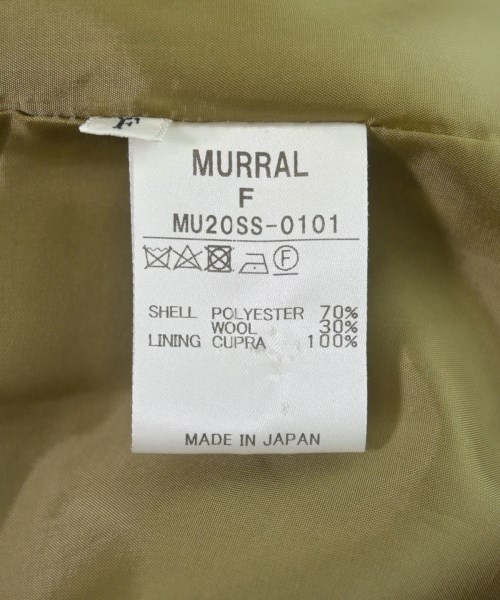 F
MURRAL
F
MU20SS-0101
F
SHELL POLYESTER 70%
WOOL 30%
LINING CUPRA 100%
MADE IN JAPAN